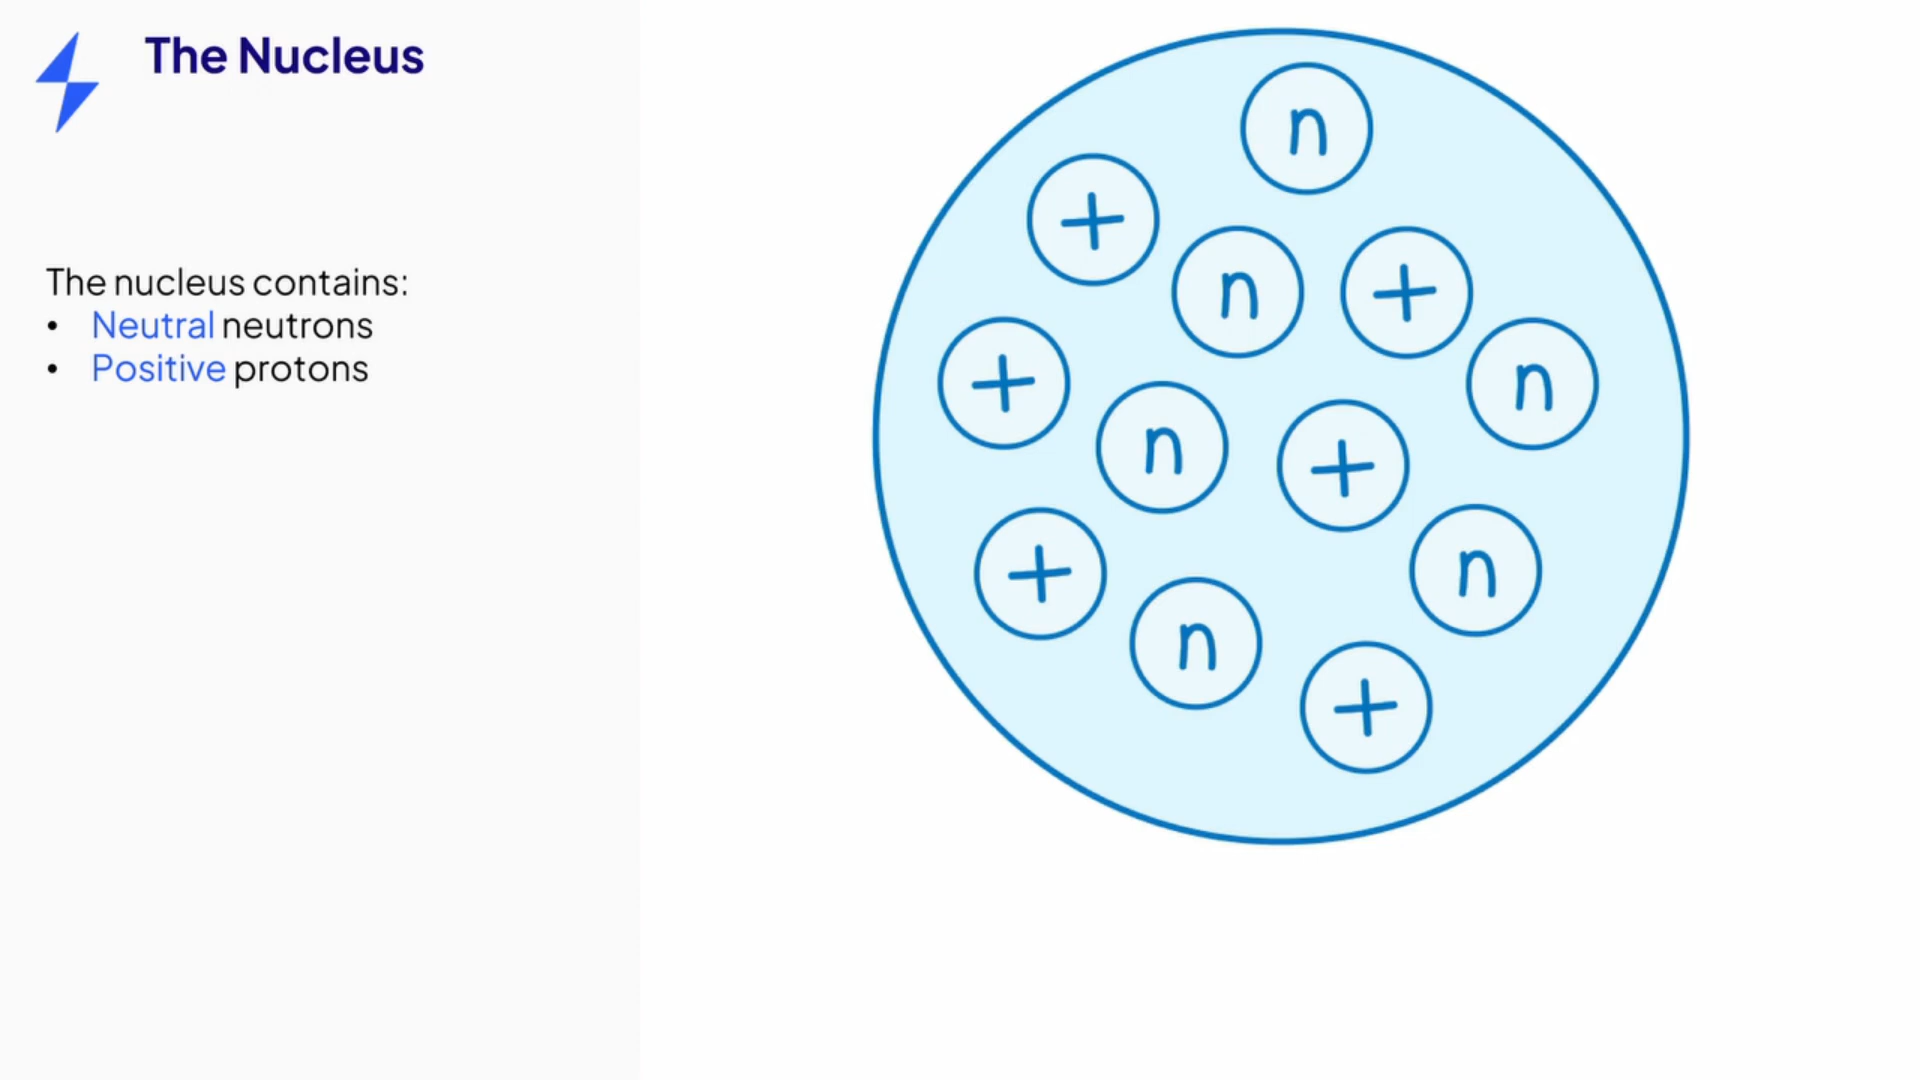 The Nucleus
The nucleus contains:
• Neutral neutrons
• Positive protons
n
+
n +
+ n
n +
+ n
n
+